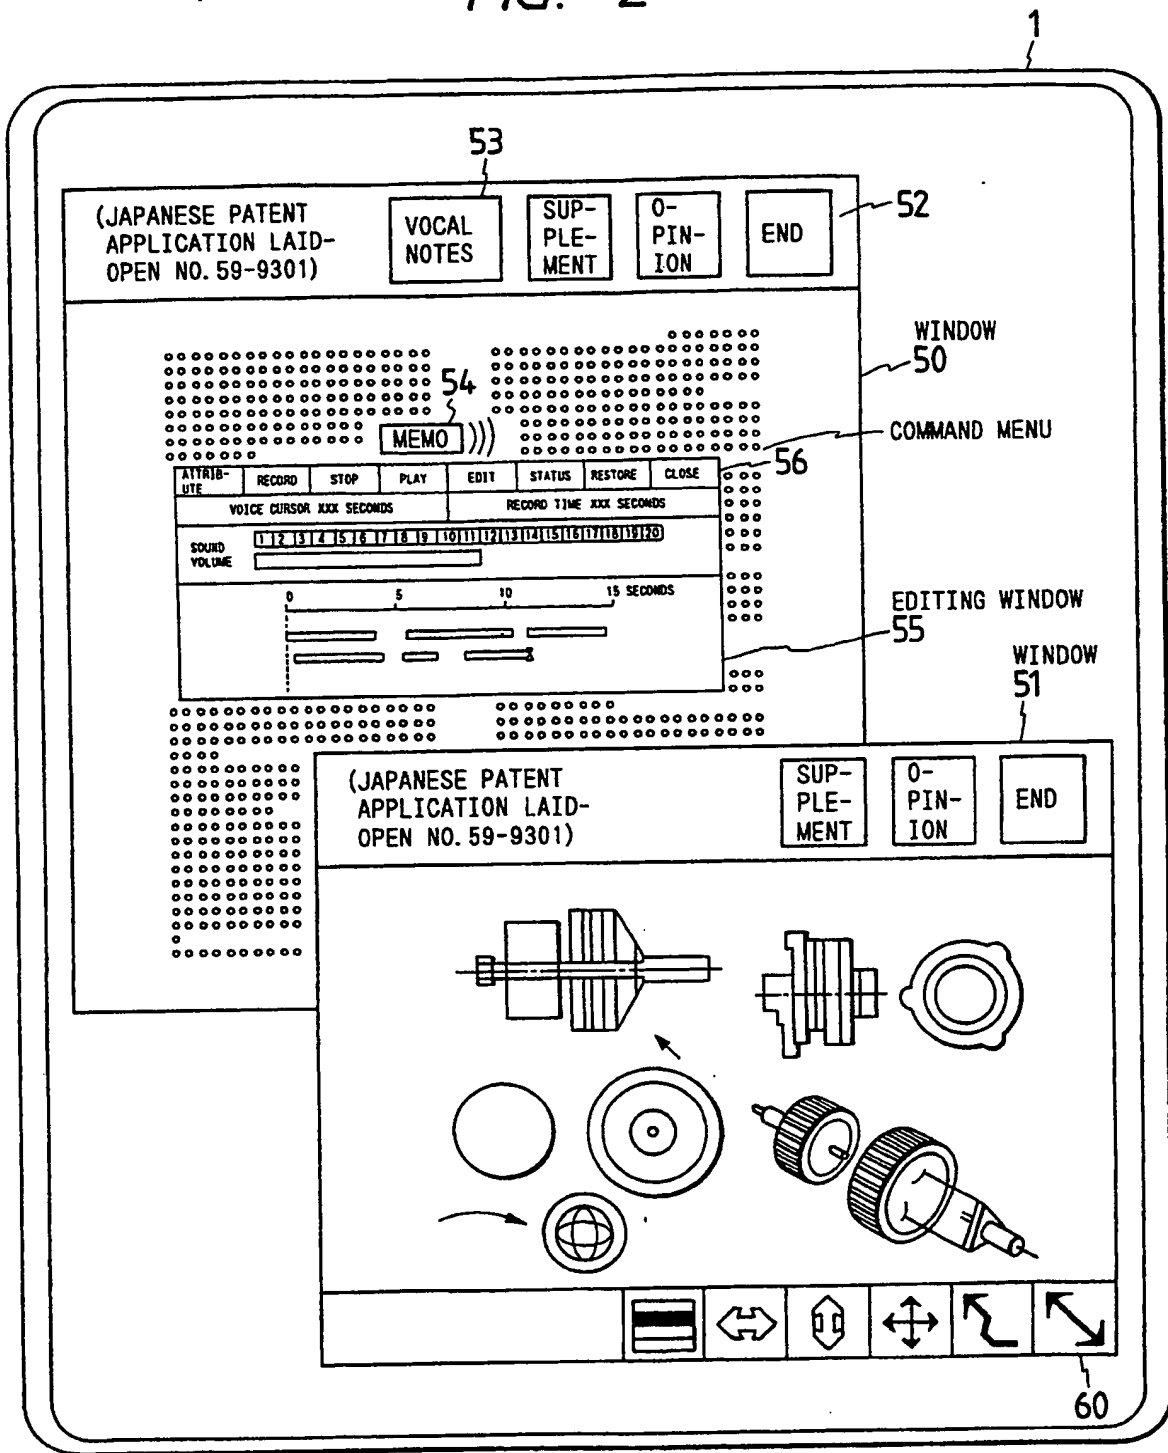 FIG. 2
1
53
(JAPANESE PATENT
APPLICATION LAID-
OPEN NO. 59-9301)
VOCAL
NOTES
SUP-
PLE-
MENT
O-
PIN-
ION
END
52
WINDOW
50
54
MEMO
COMMAND MENU
56
ATTRIB-
UTE
RECORD
STOP
PLAY
EDIT
STATUS
RESTORE
CLOSE
VOICE CURSOR XXX SECONDS
RECORD TIME XXX SECONDS
SOUND
VOLUME
1 2 3 4 5 6 7 8 9 10 11 12 13 14 15 16 17 18 19 20
0 5 10 15 SECONDS
EDITING WINDOW
55
WINDOW
51
(JAPANESE PATENT
APPLICATION LAID-
OPEN NO. 59-9301)
SUP-
PLE-
MENT
O-
PIN-
ION
END
60